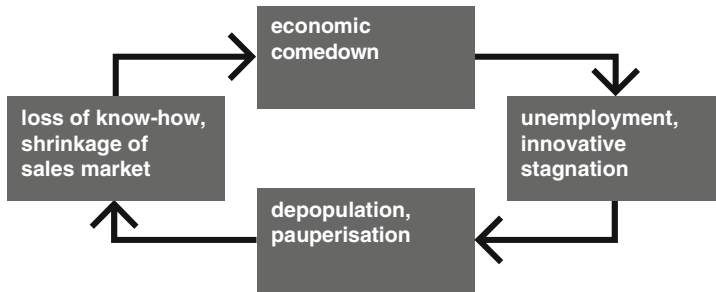 economic
comedown
unemployment,
innovative
stagnation
depopulation,
pauperisation
loss of know-how,
shrinkage of
sales market